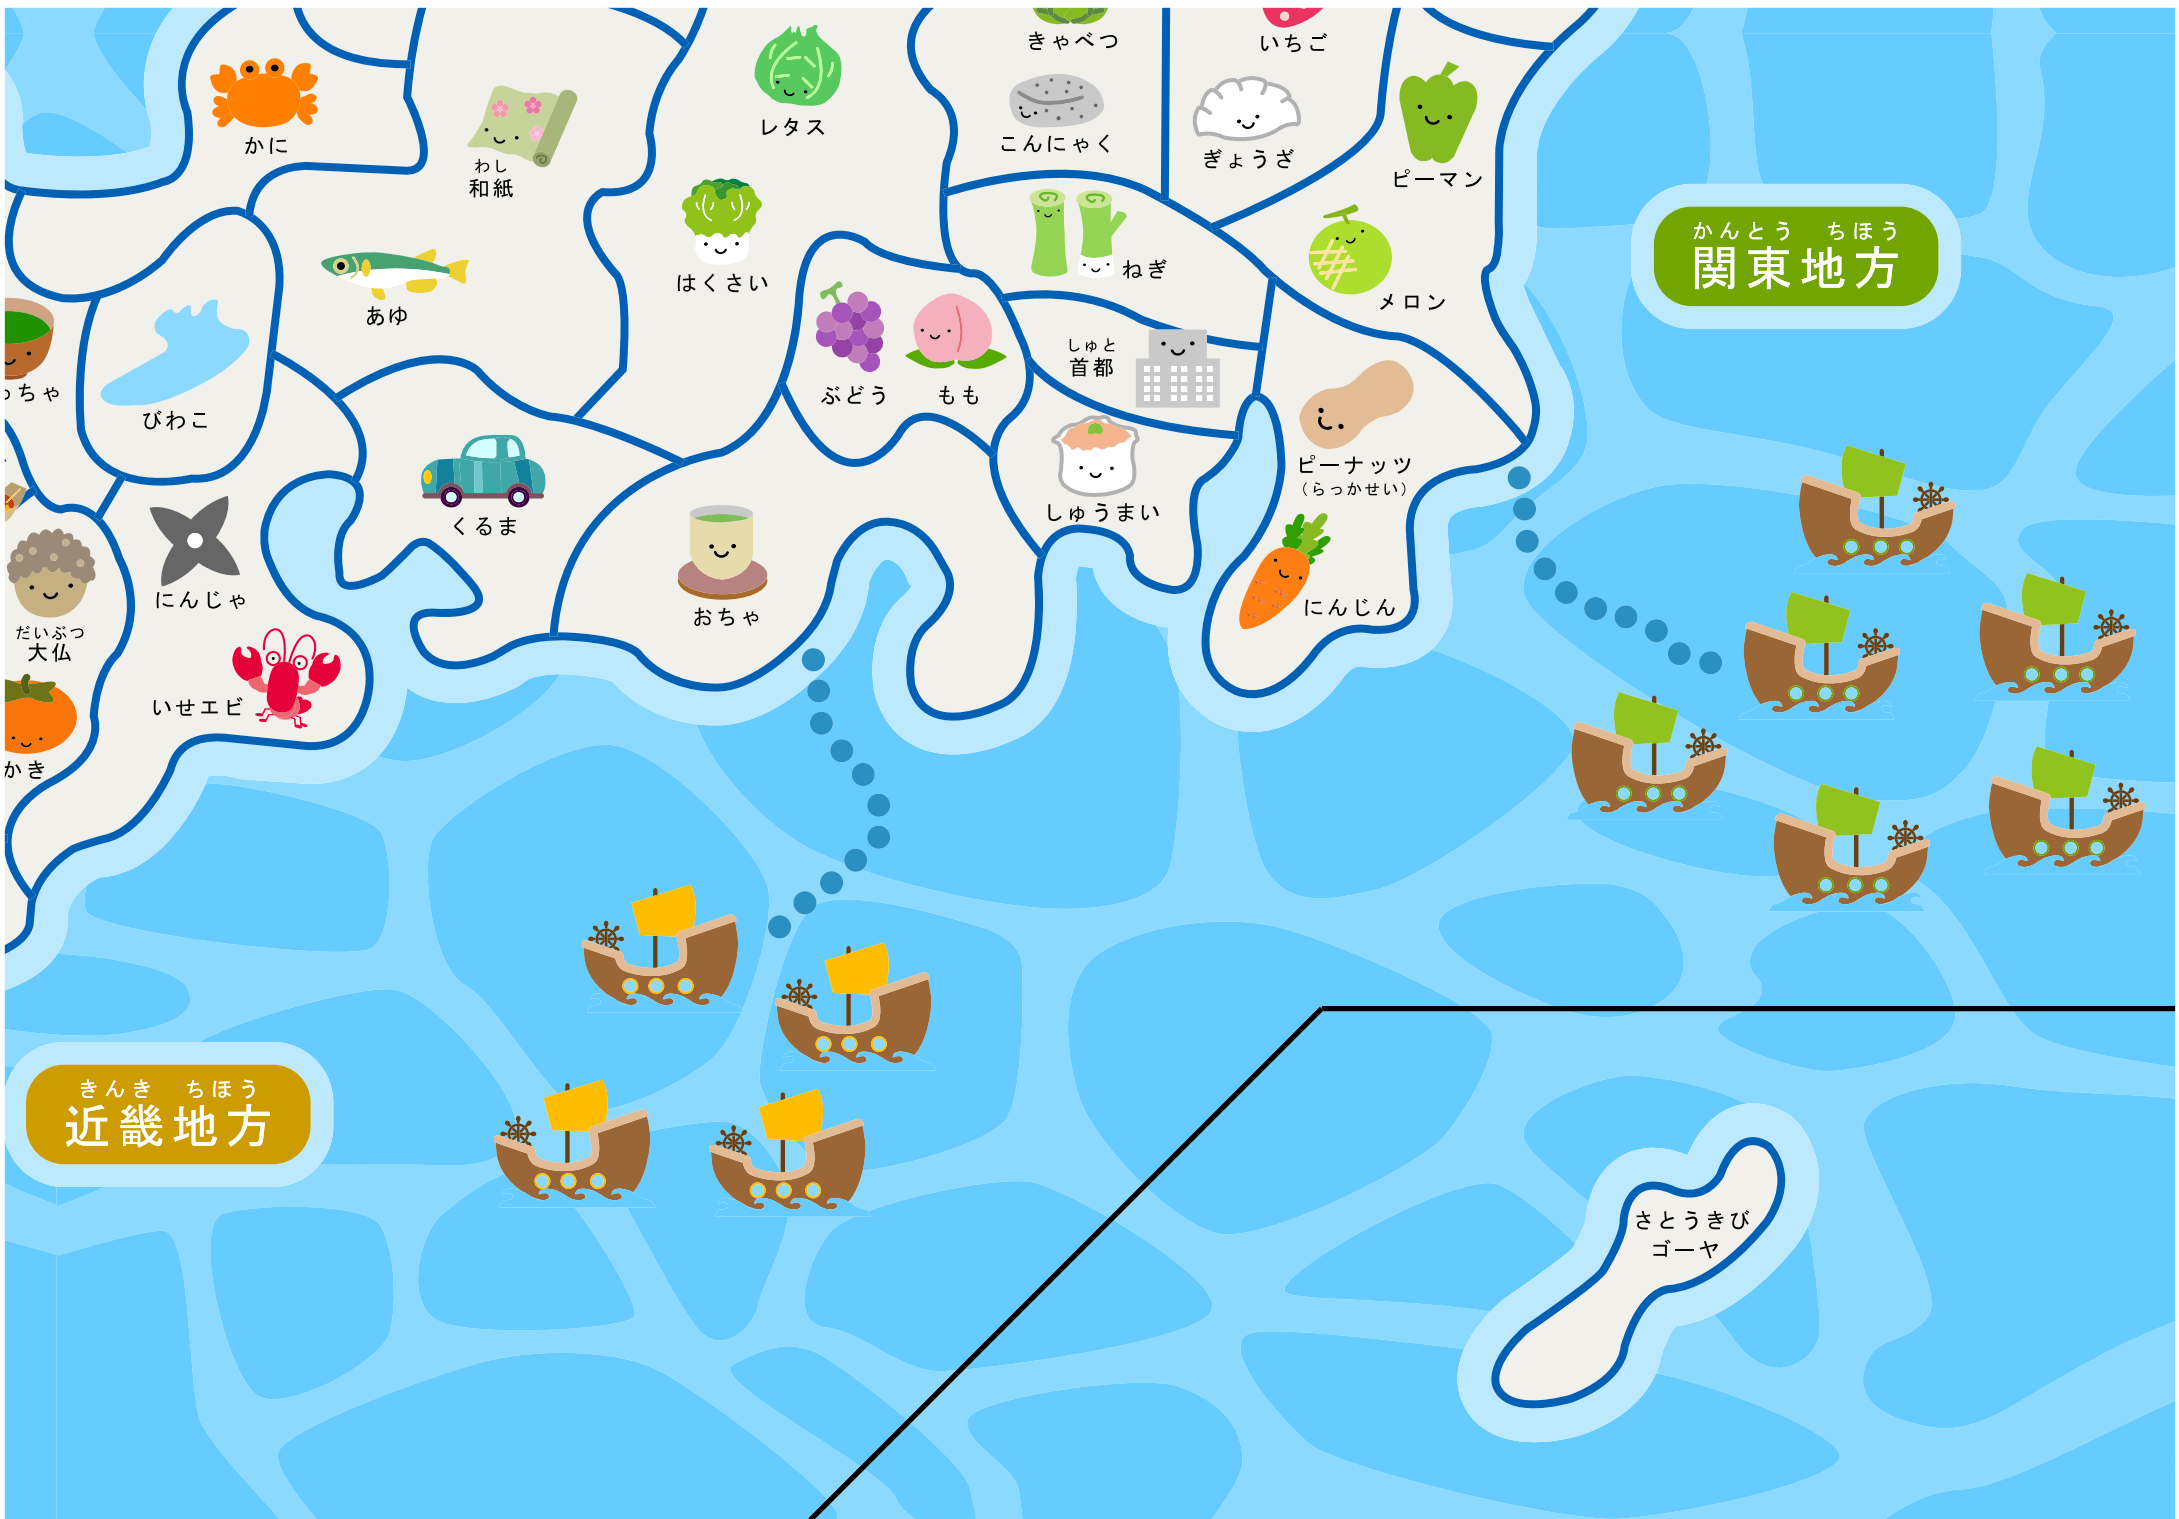 きゃべつ
いちご
かに
わし
和紙
レタス
こんにゃく
ぎょうざ
ピーマン
かんとう ちほう
関東地方
あゆ
はくさい
ねぎ
メロン
っちゃ
びわこ
ぶどう
もも
しゅと
首都
ピーナッツ
(らっかせい)
くるま
しゅうまい
にんじゃ
おちゃ
にんじん
だいぶつ
大仏
いせエビ
かき
きんき ちほう
近畿地方
さとうきび
ゴーヤ